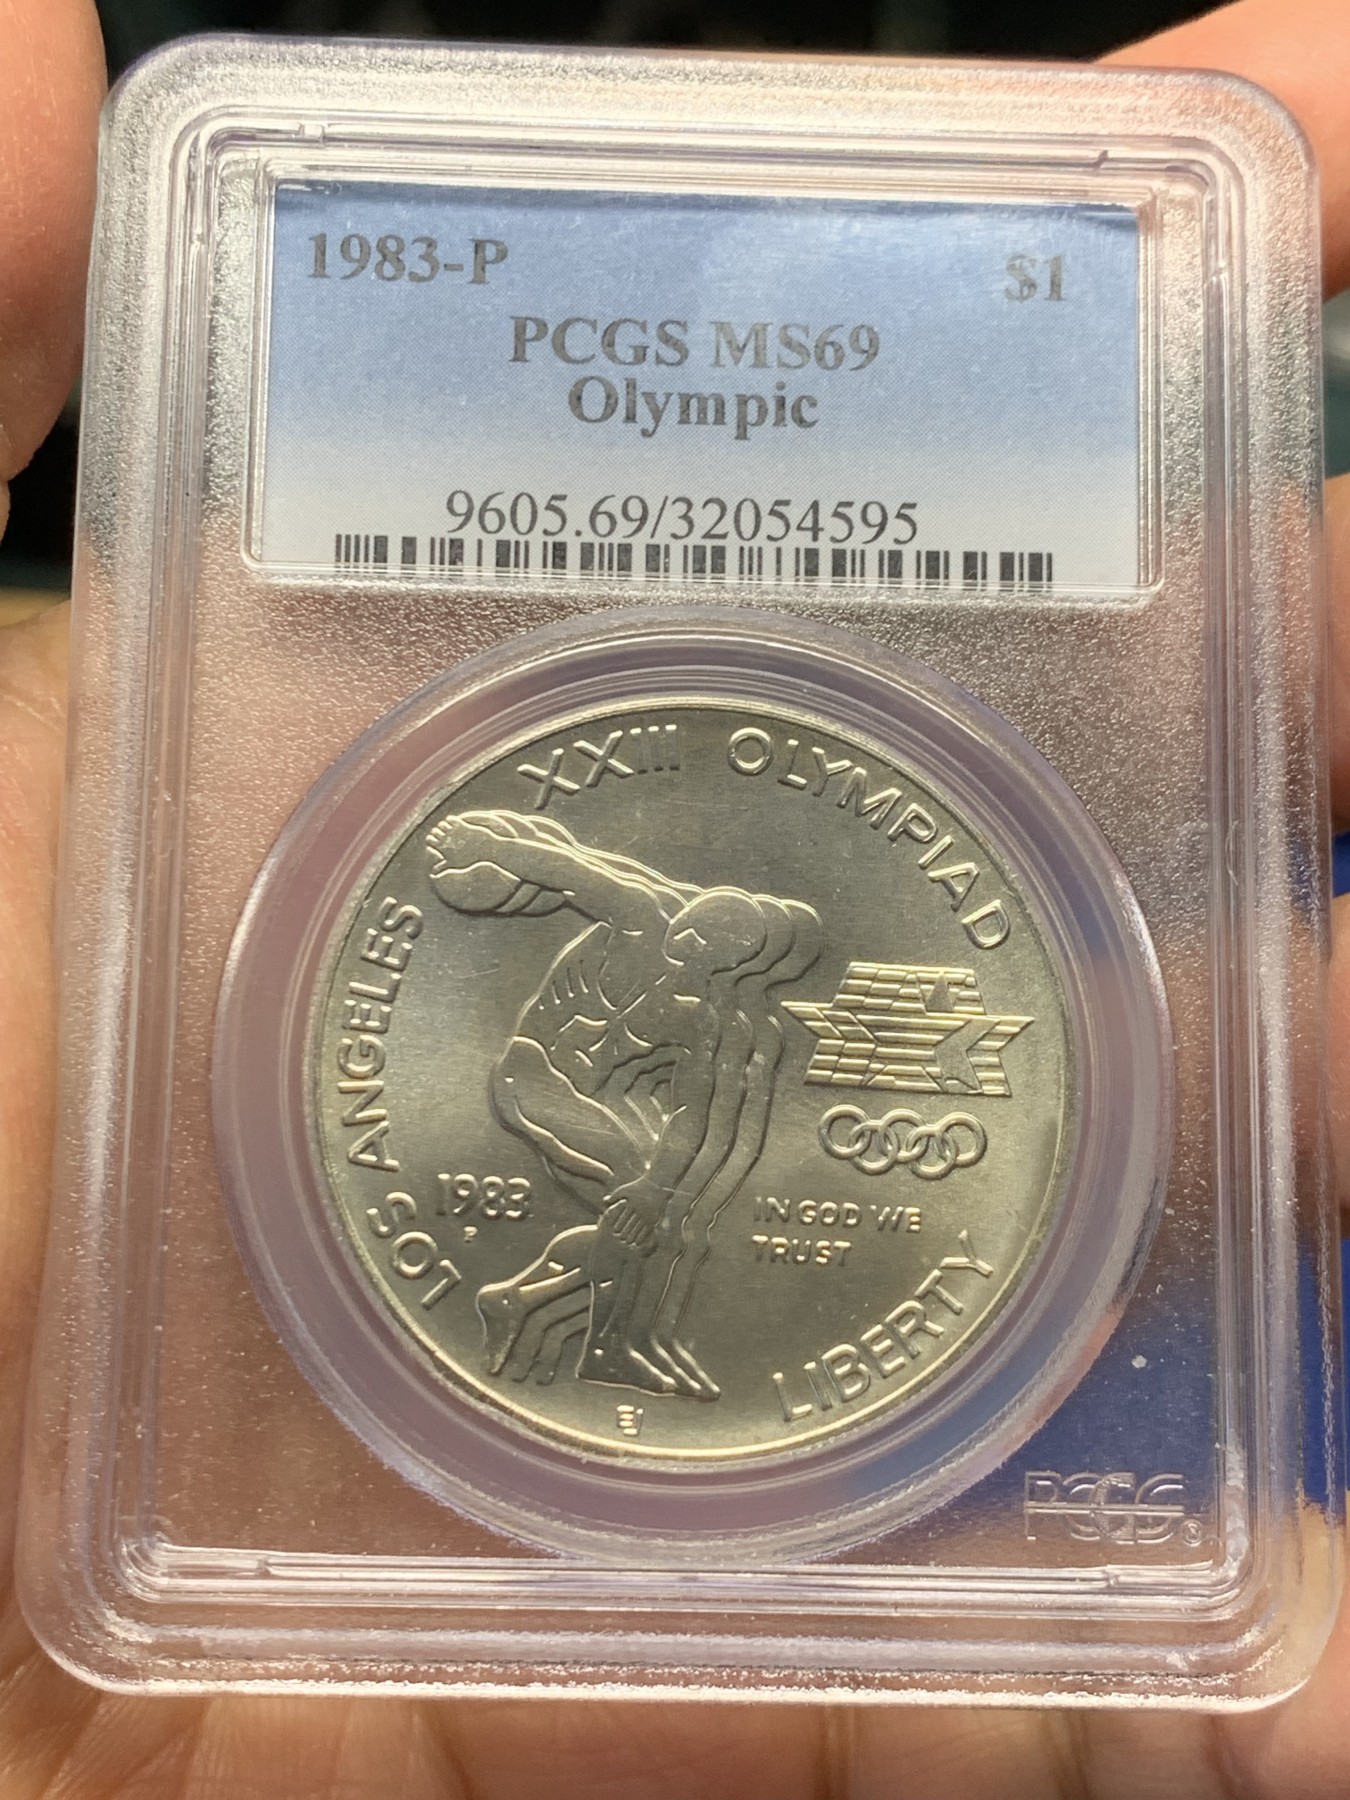 1983-P $1
PCGS MS69
Olympic
9605.69/32054595
XXIII OLYMPIAD
LOS ANGELES
1983
P
IN GOD WE
TRUST
LIBERTY
EJ
PCGS®